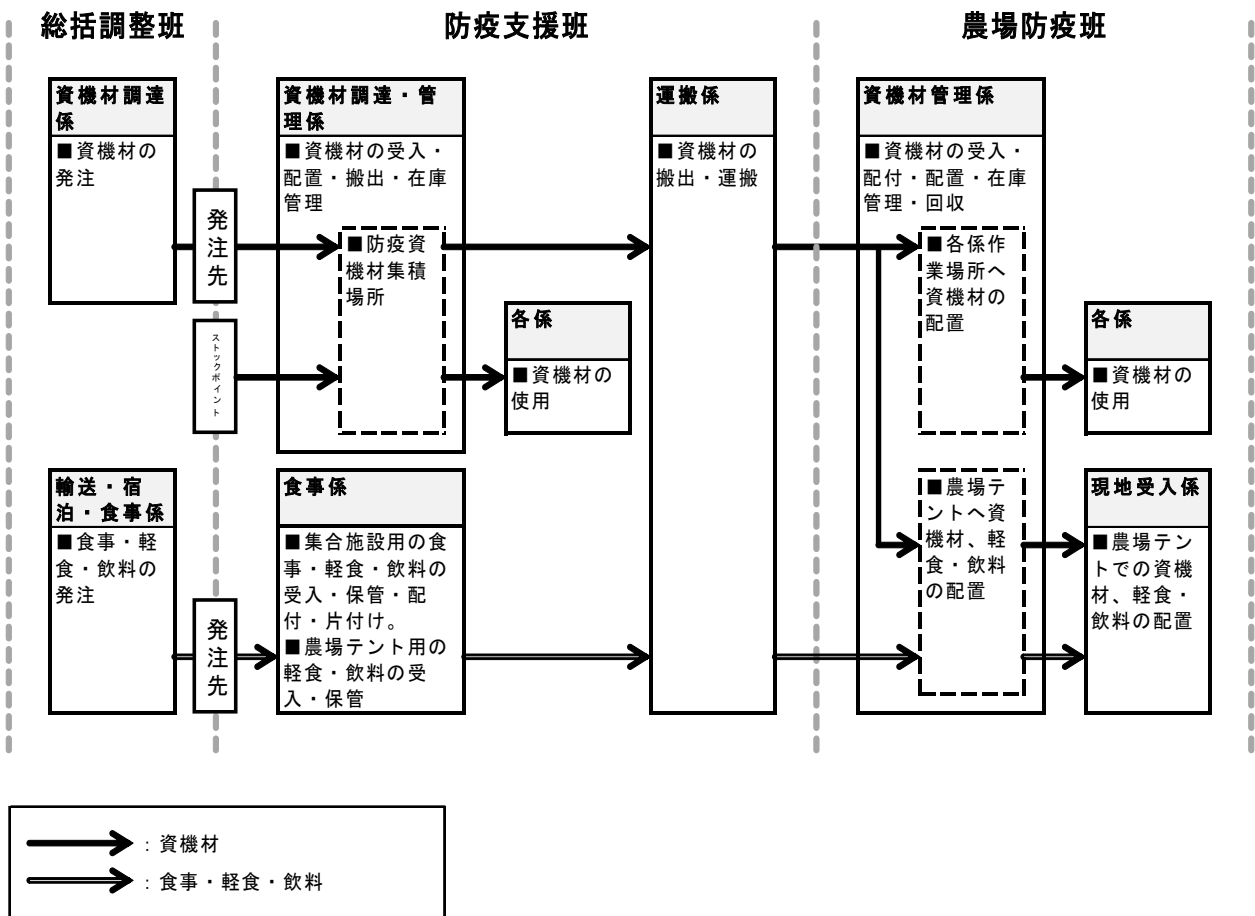 総括調整班
防疫支援班
農場防疫班
資機材調達
係
■資機材の
発注
発注先
ストックポイント
資機材調達・管
理係
■資機材の受入・
配置・搬出・在庫
管理
■防疫資
機材集積
場所
各係
■資機材の
使用
運搬係
■資機材の
搬出・運搬
資機材管理係
■資機材の受入・
配付・配置・在庫
管理・回収
■各係作
業場所へ
資機材の
配置
各係
■資機材の
使用
輸送・宿
泊・食事係
■食事・軽
食・飲料の
発注
発注先
食事係
■集合施設用の食
事・軽食・飲料の
受入・保管・配
付・片付け。
■農場テント用の
軽食・飲料の受
入・保管
■農場テ
ントへ資
機材、軽
食・飲料
の配置
現地受入係
■農場テン
トでの資機
材、軽食・
飲料の配置
：資機材
：食事・軽食・飲料